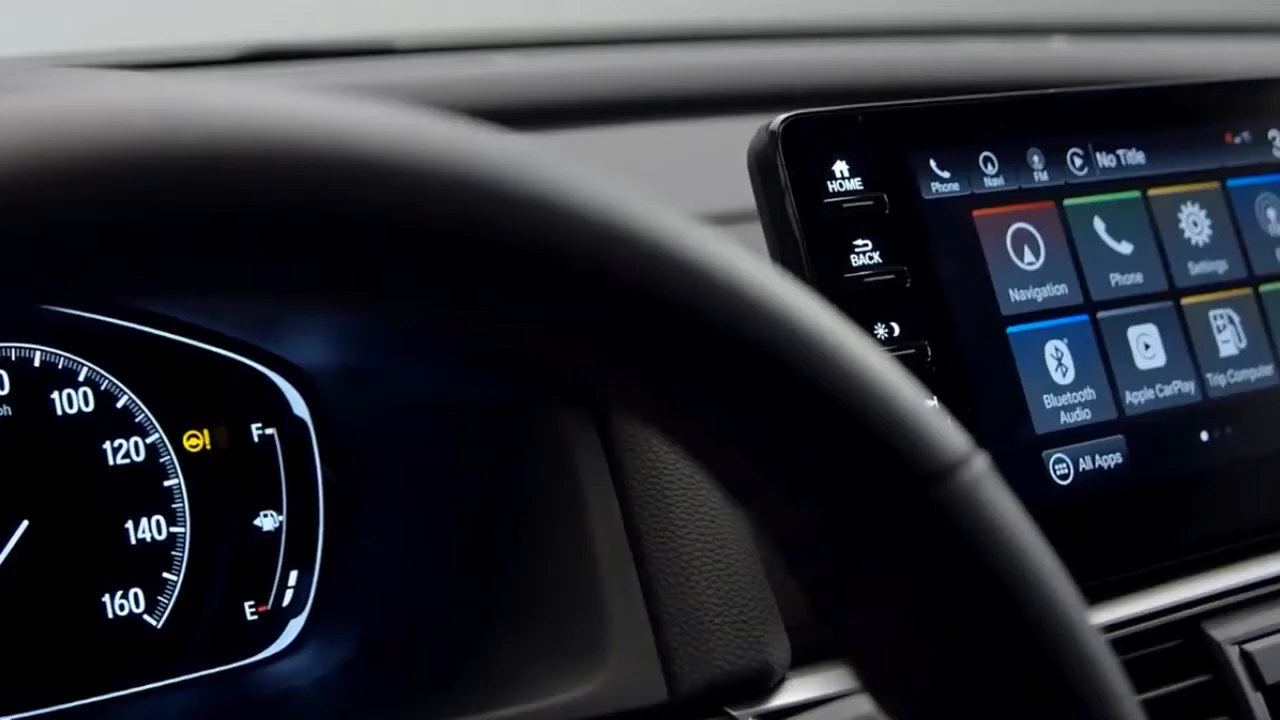 100
120
140
160
F
E
HOME
BACK
Phone
Navi
FM
No Title
Navigation
Phone
Settings
Bluetooth
Audio
Apple CarPlay
Trip Computer
All Apps